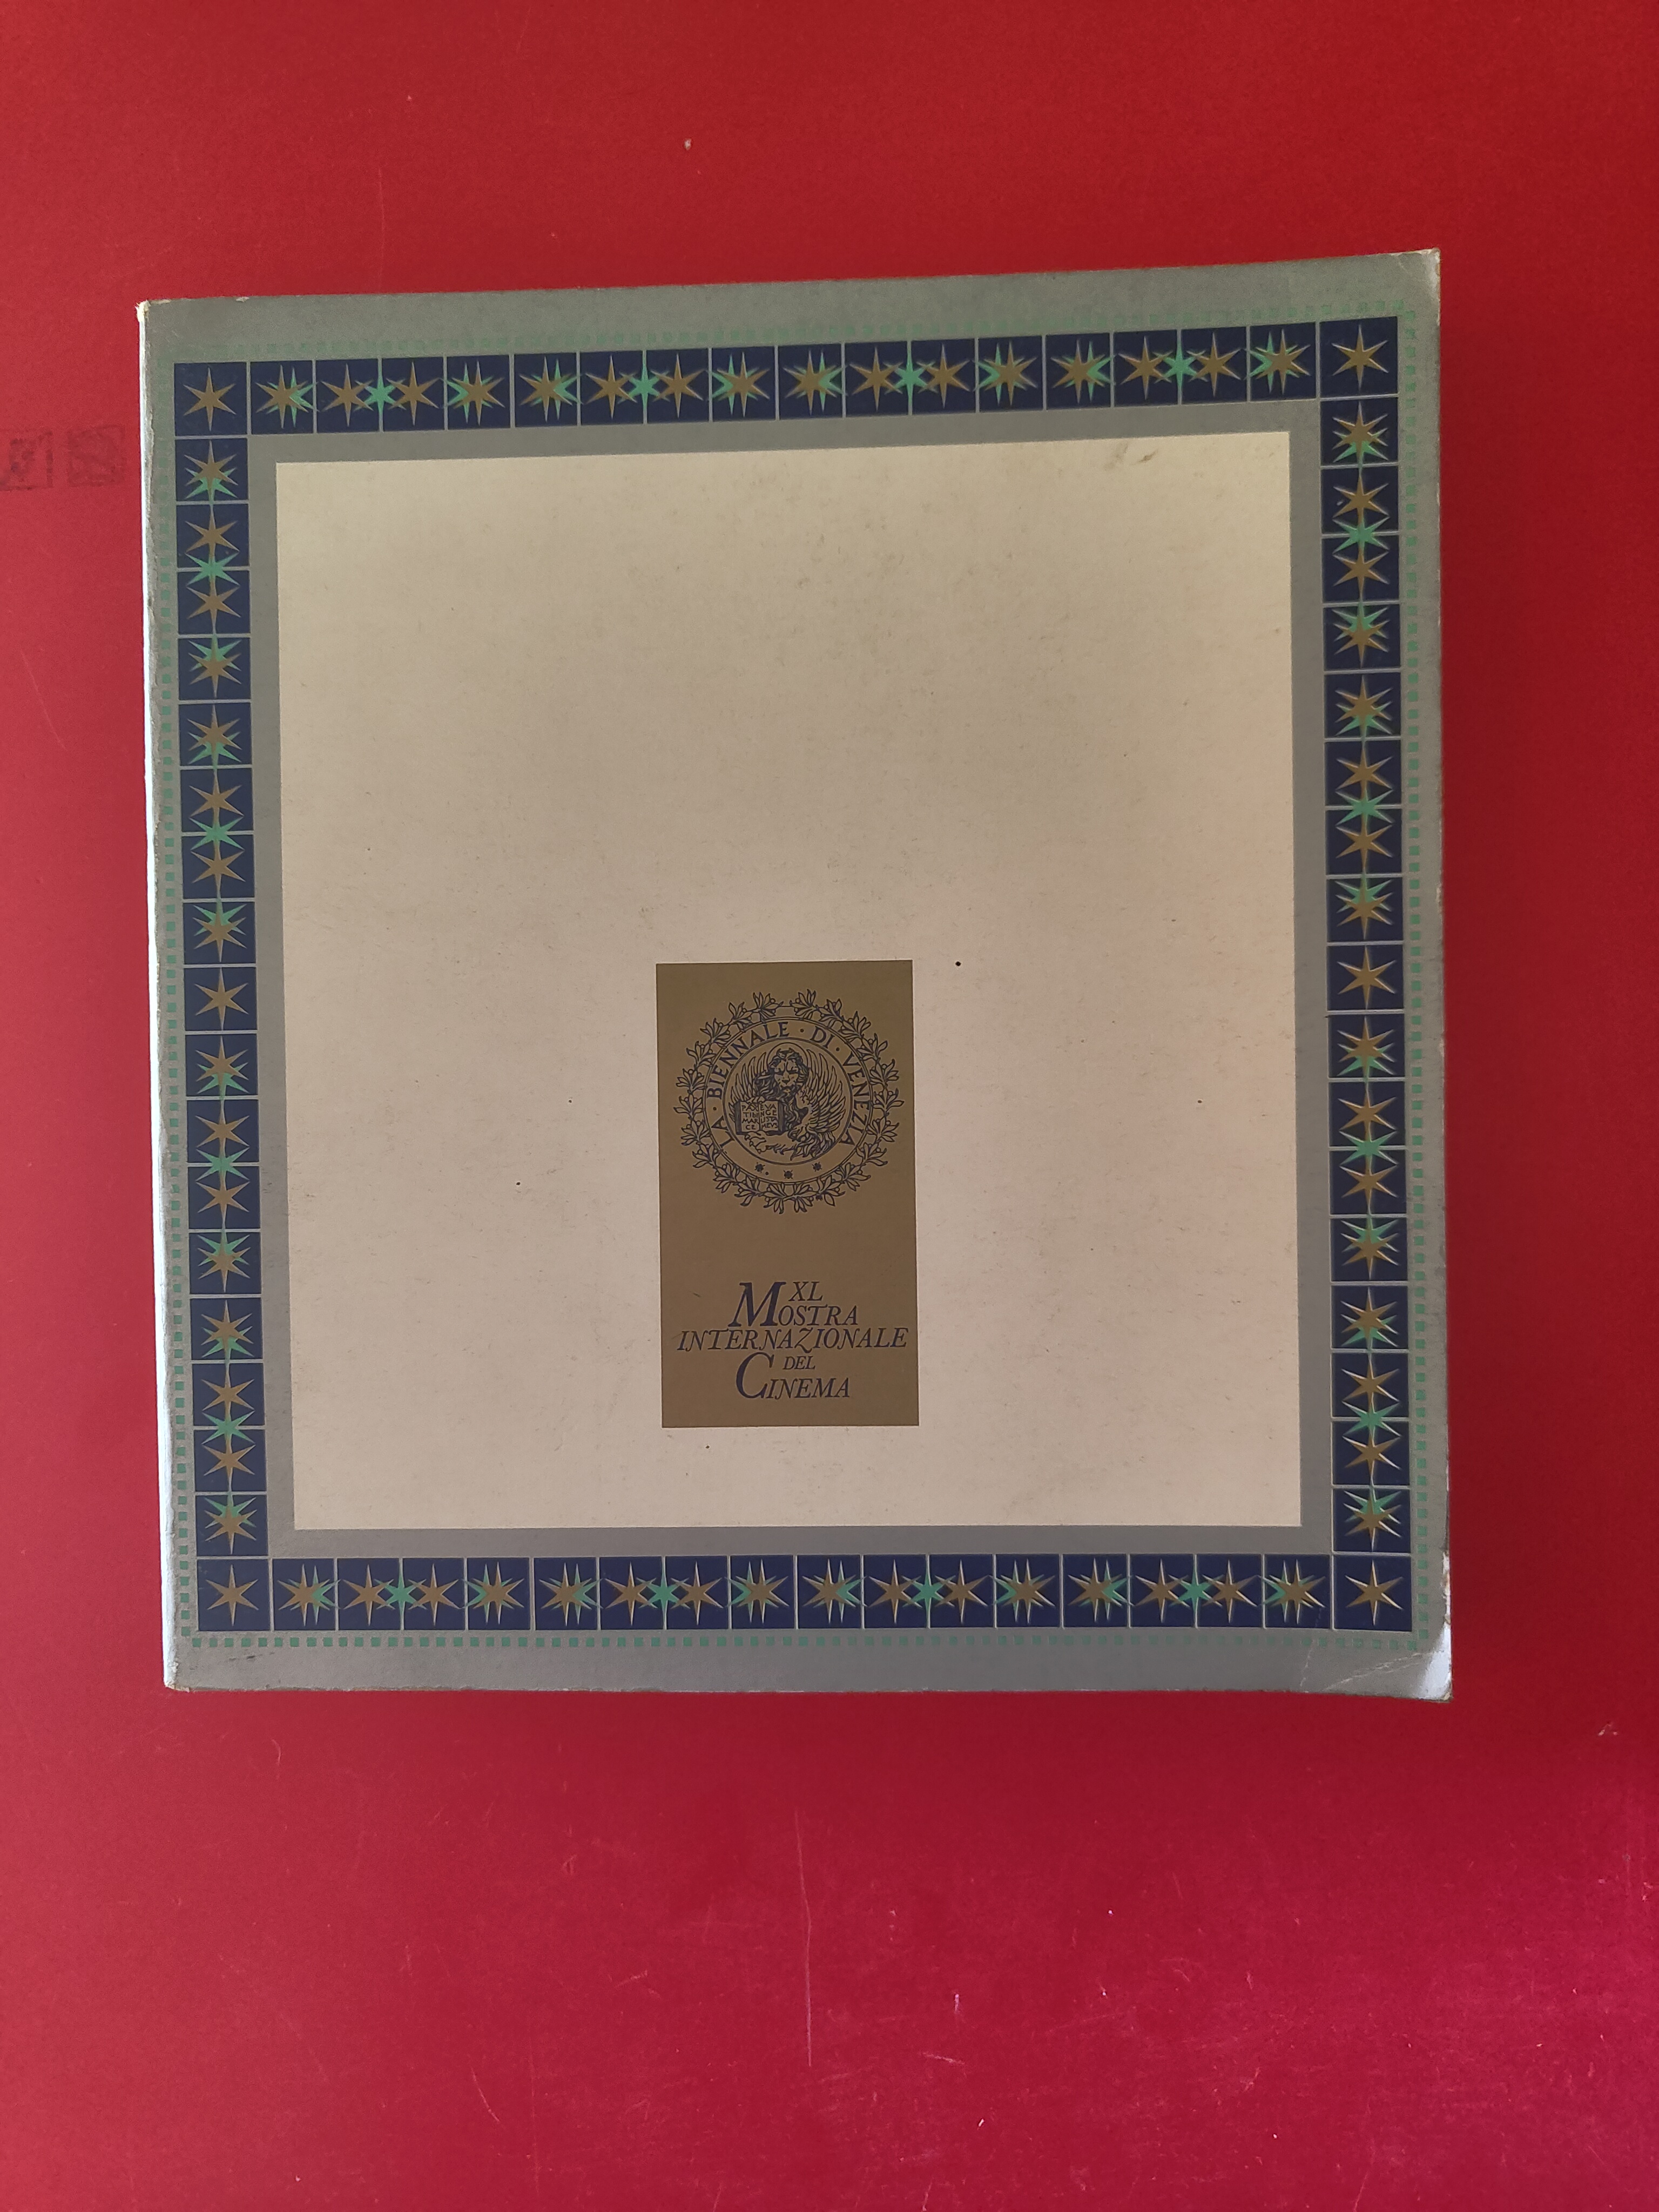 LA · BIENNALE · DI · VENEZIA
XL
MOSTRA
INTERNAZIONALE
DEL
CINEMA